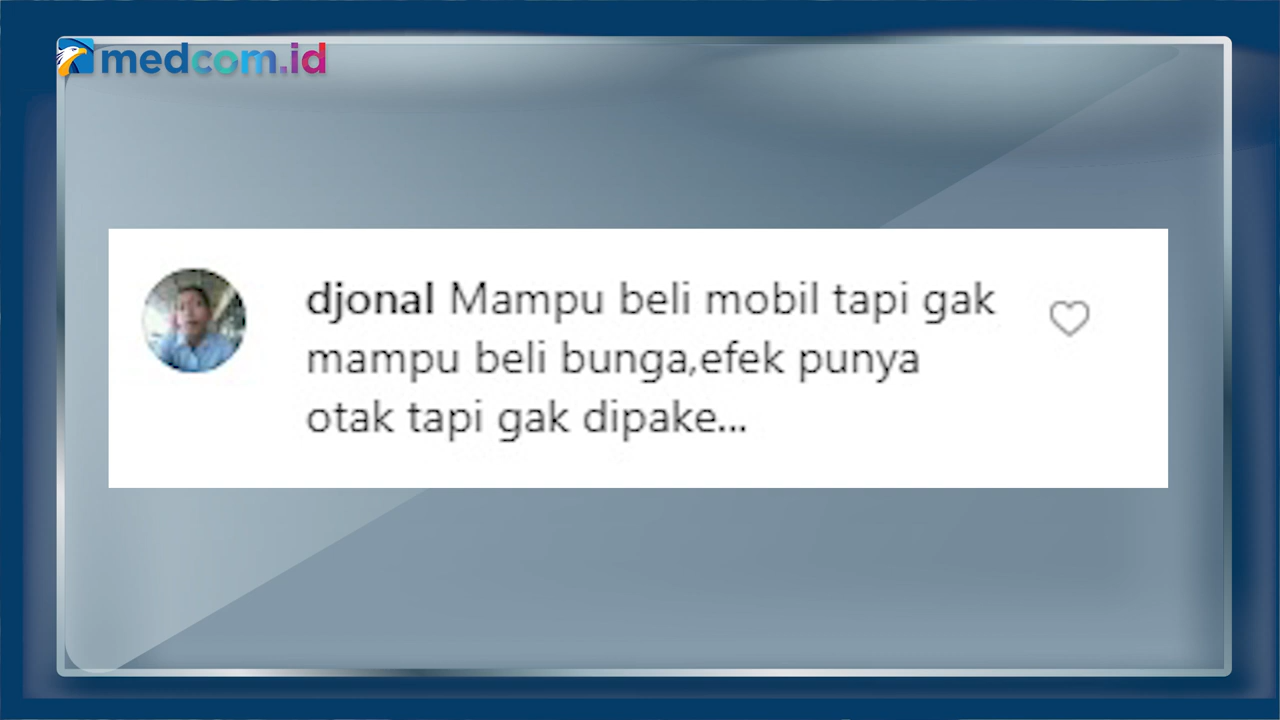 medcom.id
djonal Mampu beli mobil tapi gak
mampu beli bunga,efek punya
otak tapi gak dipake...